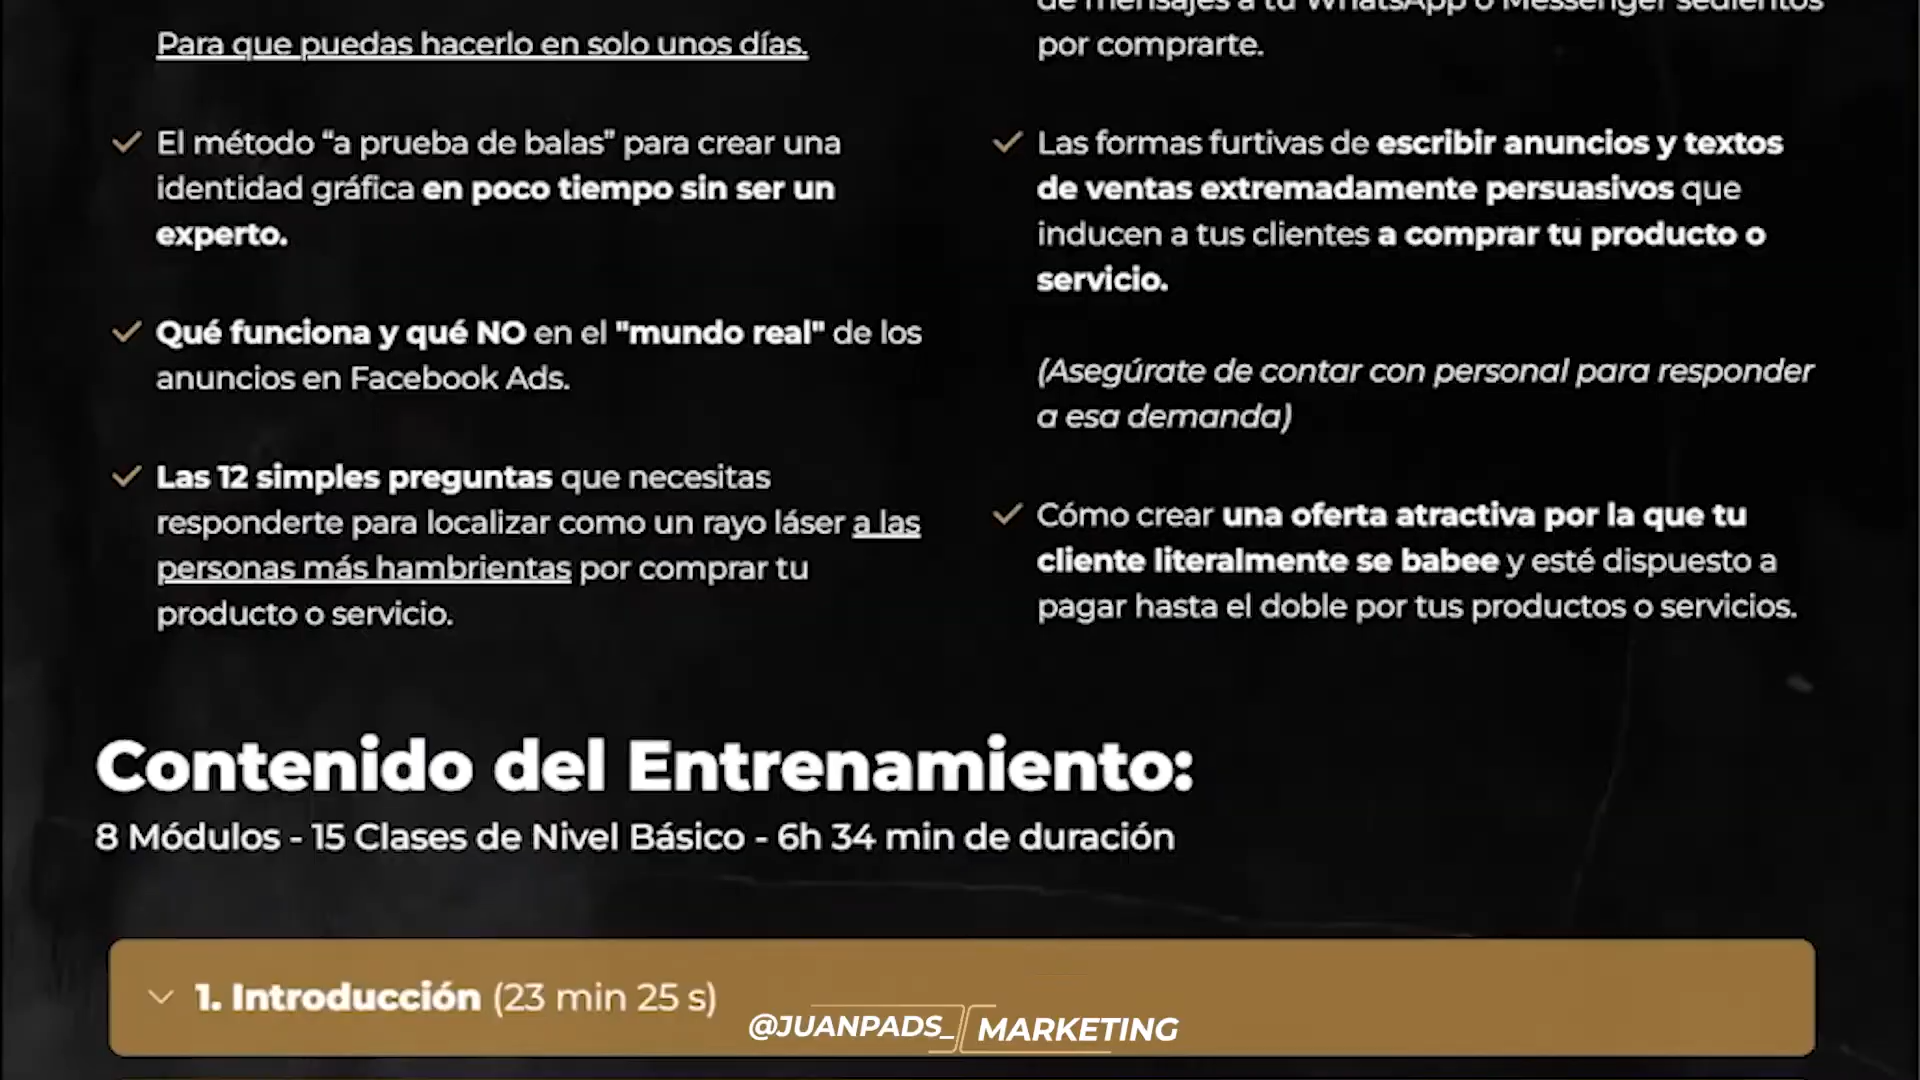 Para que puedas hacerlo en solo unos días.
El método “a prueba de balas” para crear una
identidad gráfica en poco tiempo sin ser un
experto.
Qué funciona y qué NO en el "mundo real" de los
anuncios en Facebook Ads.
Las 12 simples preguntas que necesitas
responderte para localizar como un rayo láser a las
personas más hambrientas por comprar tu
producto o servicio.
de mensajes a tu WhatsApp o Messenger sedientos
por comprarte.
Las formas furtivas de escribir anuncios y textos
de ventas extremadamente persuasivos que
inducen a tus clientes a comprar tu producto o
servicio.
(Asegúrate de contar con personal para responder
a esa demanda)
Cómo crear una oferta atractiva por la que tu
cliente literalmente se babee y esté dispuesto a
pagar hasta el doble por tus productos o servicios.
Contenido del Entrenamiento:
8 Módulos - 15 Clases de Nivel Básico - 6h 34 min de duración
1. Introducción (23 min 25 s)
@JUANPADS_ MARKETING